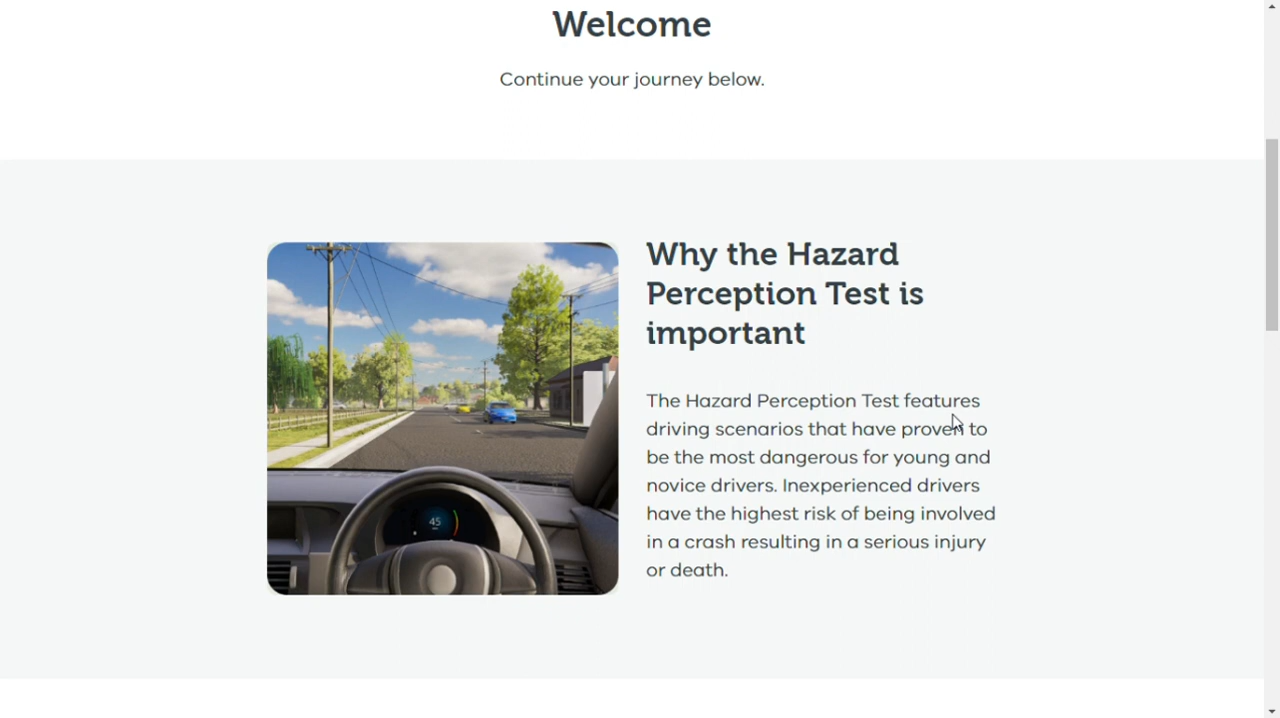 Welcome
Continue your journey below.
Why the Hazard
Perception Test is
important
The Hazard Perception Test features
driving scenarios that have proven to
be the most dangerous for young and
novice drivers. Inexperienced drivers
have the highest risk of being involved
in a crash resulting in a serious injury
or death.
45